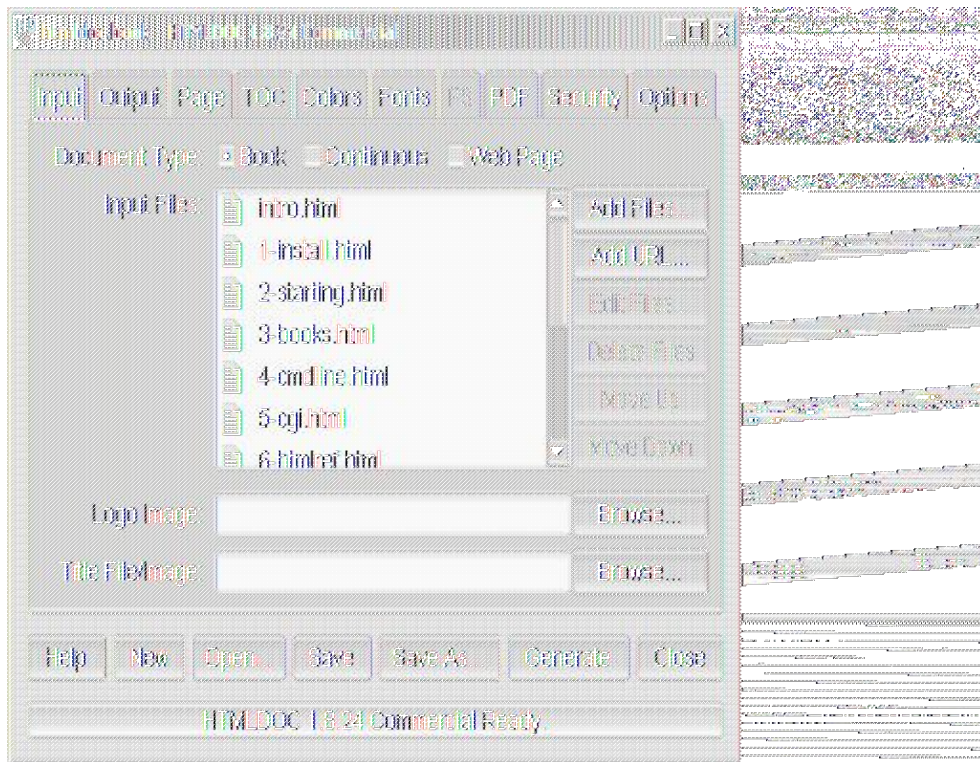 htmldoc.book - HTMLDOC 1.8.24 Commercial
Input Output Page TOC Colors Fonts PS PDF Security Options
Document Type: Book Continuous Web Page
Input Files:
intro.html
1-install.html
2-starting.html
3-books.html
4-cmdline.html
5-cgi.html
6-htmlref.html
Add Files...
Add URL...
Edit Files...
Delete Files
Move Up
Move Down
Logo Image: Browse...
Title File/Image: Browse...
Help New Open... Save Save As... Generate Close
HTMLDOC 1.8.24 Commercial Ready.